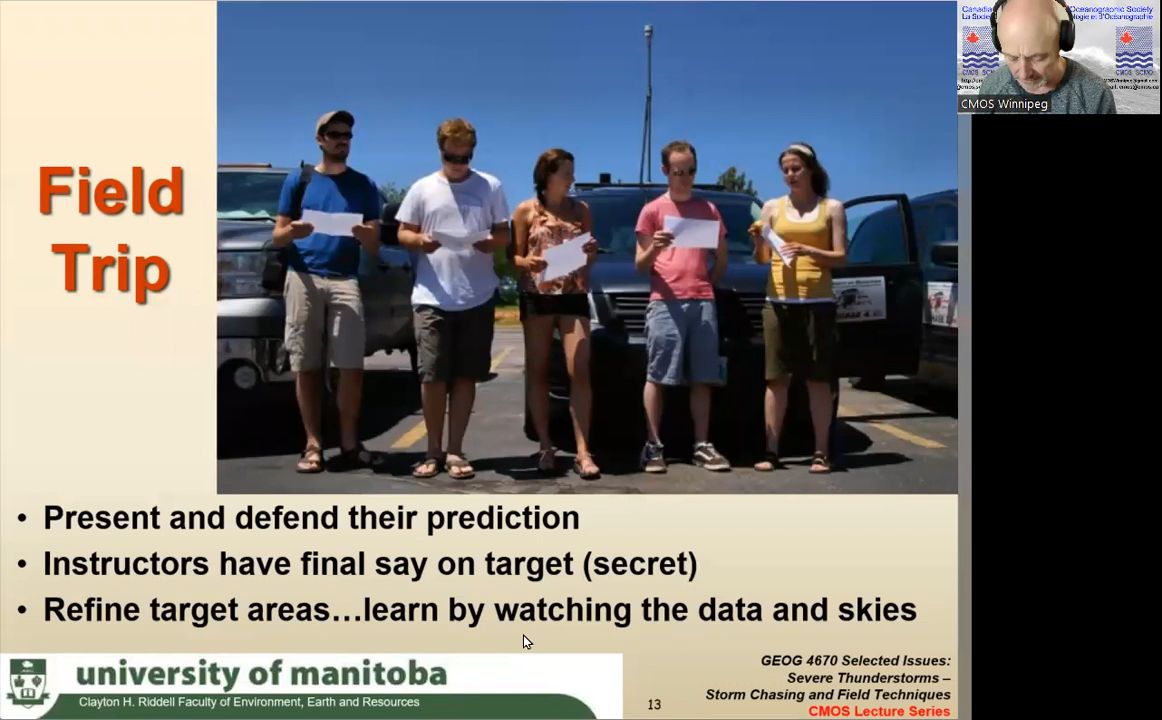 Field
Trip
CMOS Winnipeg
• Present and defend their prediction
• Instructors have final say on target (secret)
• Refine target areas…learn by watching the data and skies
university of manitoba
Clayton H. Riddell Faculty of Environment, Earth and Resources
13
GEOG 4670 Selected Issues:
Severe Thunderstorms –
Storm Chasing and Field Techniques
CMOS Lecture Series